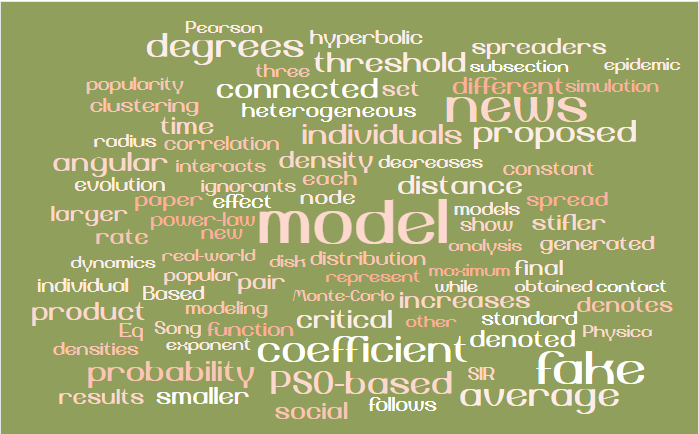 Pearson
degrees hyperbolic
three threshold spreaders
subsection epidemic
popularity connected set different simulation
clustering heterogeneous news
time individuals proposed
radius correlation
angular interacts density decreases constant
evolution ignorants each distance
paper effect node spread
larger power-law model models
rate new show stifler
analysis generated
dynamics real-world disk distribution
popular represent maximum final
individual Based pair while obtained contact
Monte-Carlo increases denotes
product modeling critical other standard
Eq Song function denoted Physica
densities exponent coefficient
probability PSO-based SIR fake
results smaller average
social follows